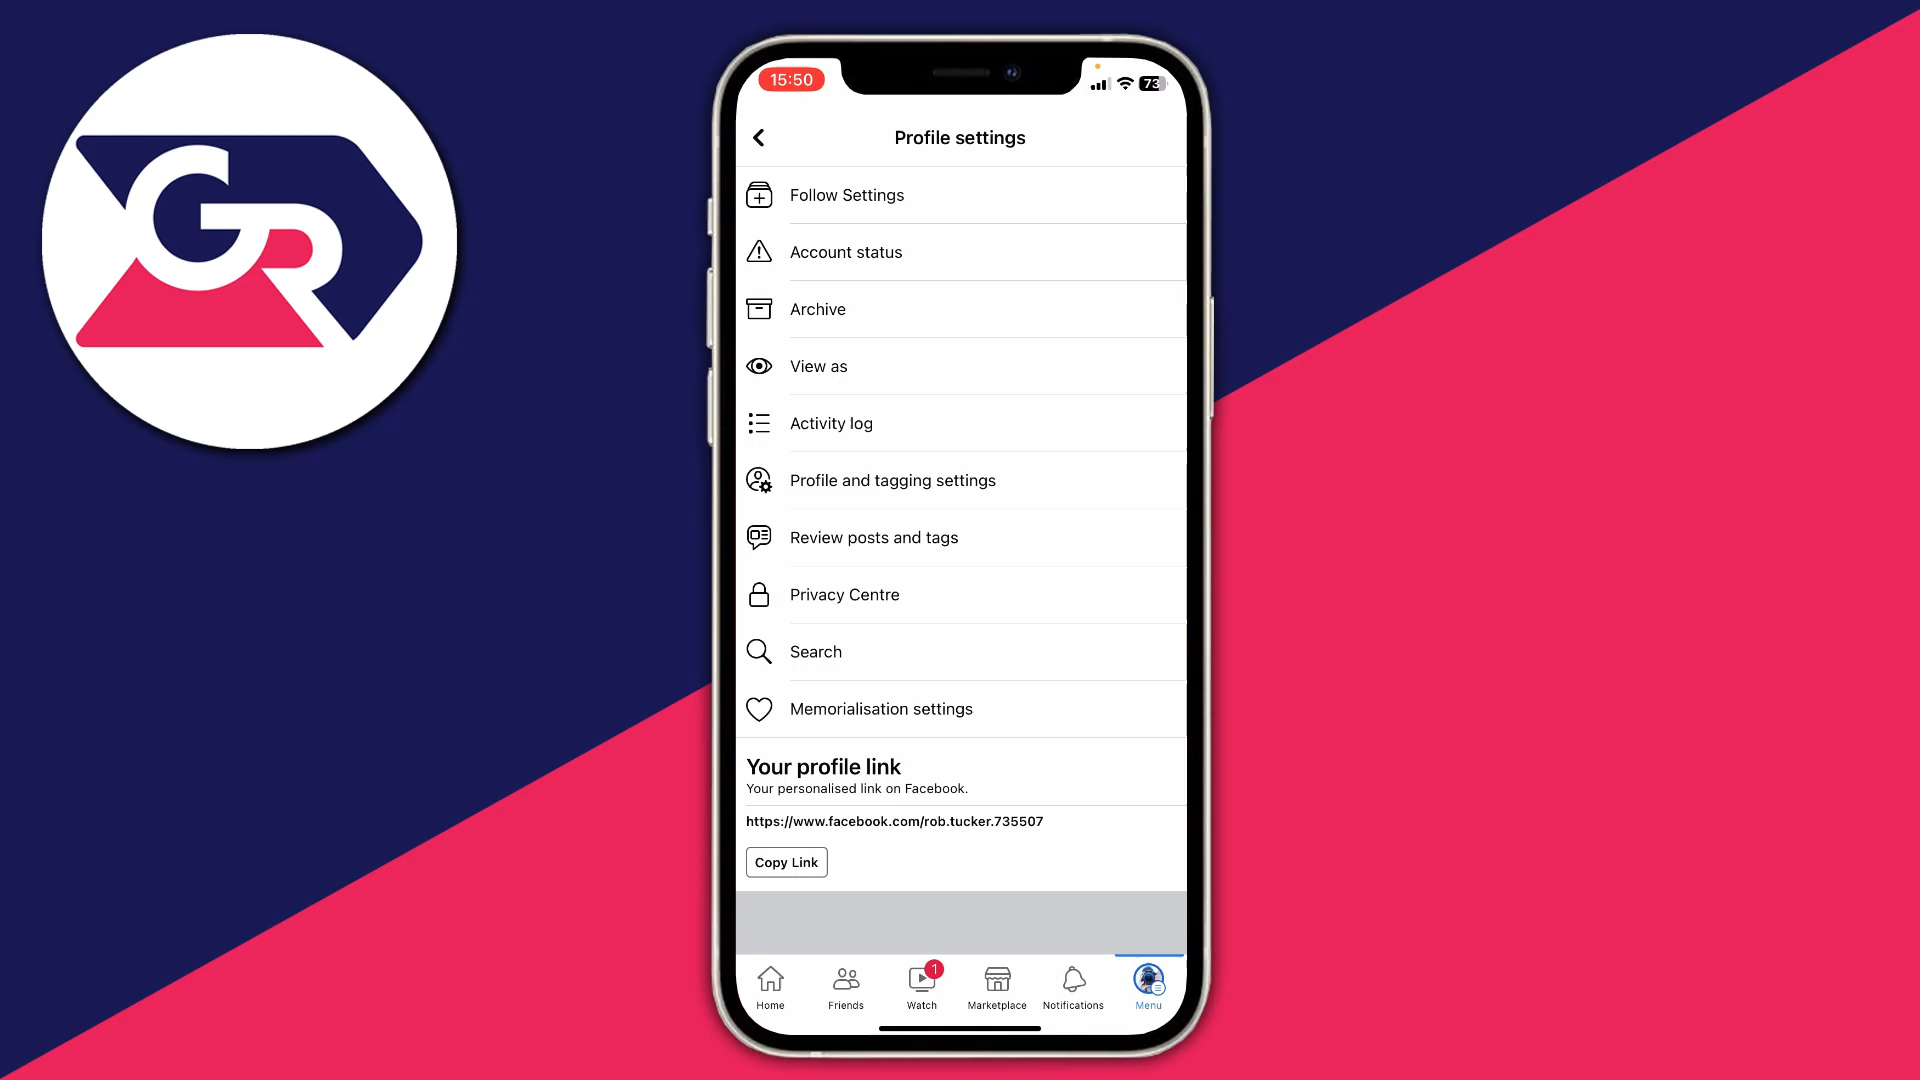 GR
15:50
73
Profile settings
Follow Settings
Account status
Archive
View as
Activity log
Profile and tagging settings
Review posts and tags
Privacy Centre
Search
Memorialisation settings
Your profile link
Your personalised link on Facebook.
https://www.facebook.com/rob.tucker.735507
Copy Link
1
Home Friends Watch Marketplace Notifications Menu